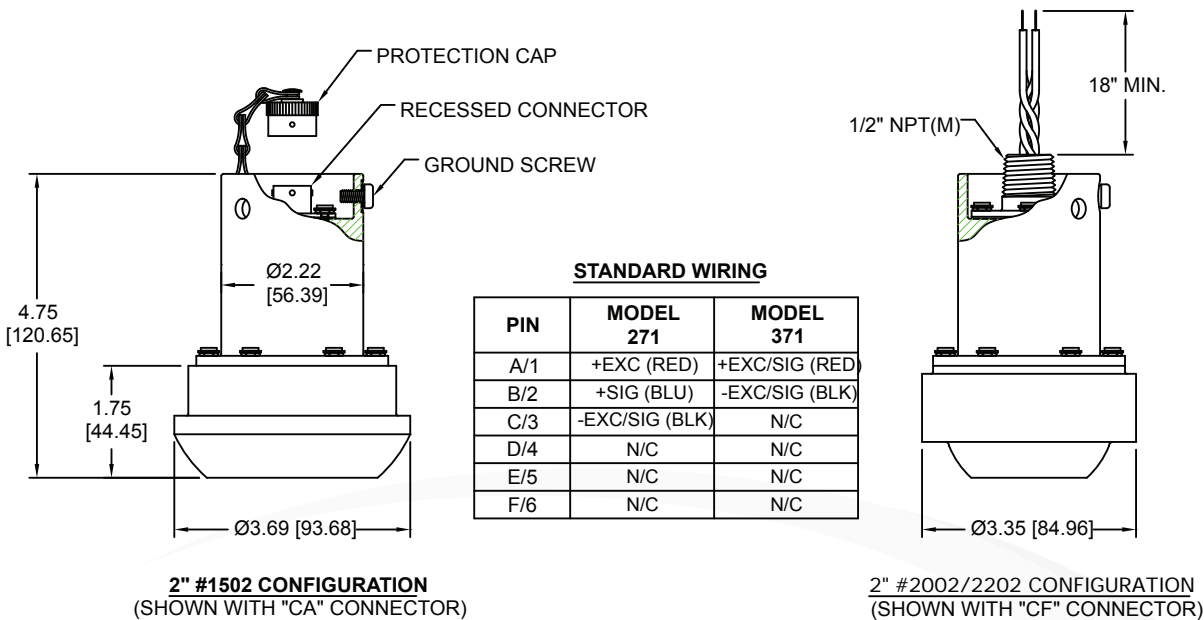 PROTECTION CAP
RECESSED CONNECTOR
GROUND SCREW
18" MIN.
1/2" NPT(M)
4.75
[120.65]
Ø2.22
[56.39]
1.75
[44.45]
Ø3.69 [93.68]
STANDARD WIRING
PIN MODEL 271 MODEL 371
A/1 +EXC (RED) +EXC/SIG (RED)
B/2 +SIG (BLU) -EXC/SIG (BLK)
C/3 -EXC/SIG (BLK) N/C
D/4 N/C N/C
E/5 N/C N/C
F/6 N/C N/C
Ø3.35 [84.96]
2" #1502 CONFIGURATION
(SHOWN WITH "CA" CONNECTOR)
2" #2002/2202 CONFIGURATION
(SHOWN WITH "CF" CONNECTOR)